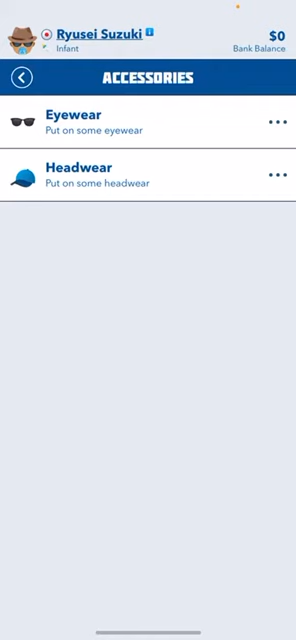 Ryusei Suzuki
Infant
$0
Bank Balance
ACCESSORIES
Eyewear
Put on some eyewear
Headwear
Put on some headwear